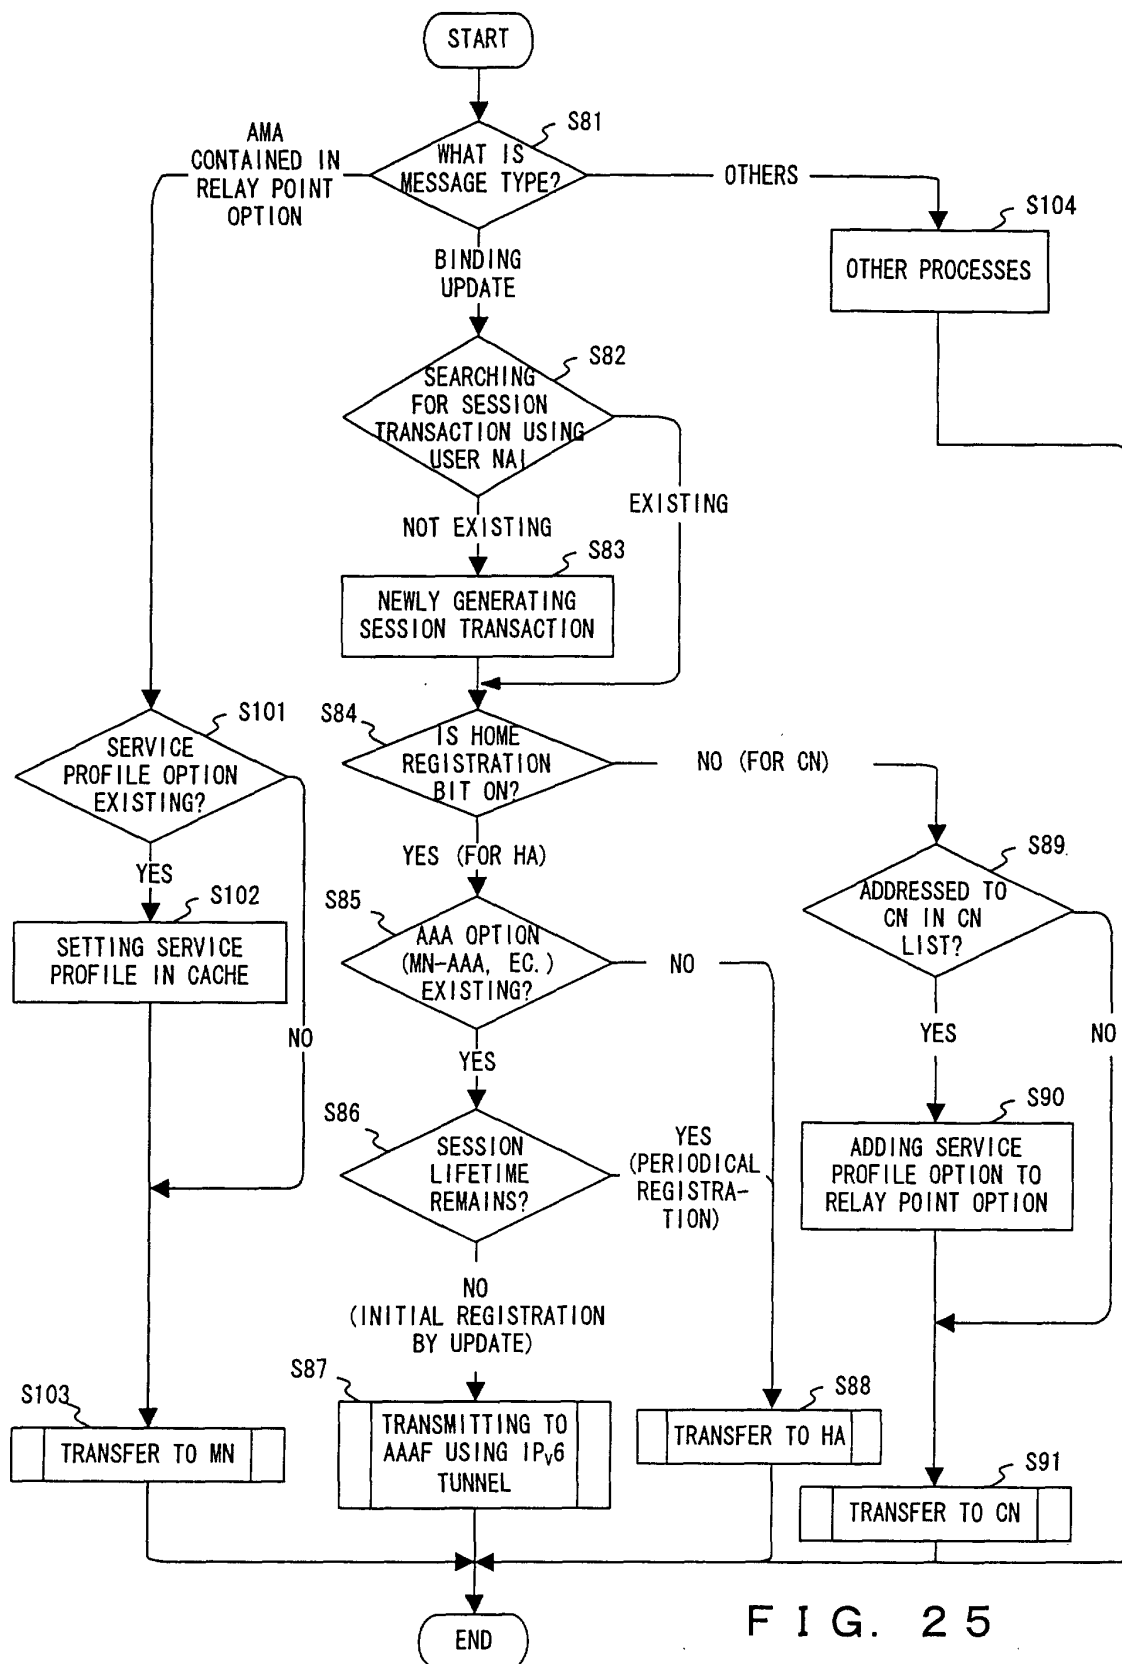 START
S81
WHAT IS
MESSAGE TYPE?
AMA
CONTAINED IN
RELAY POINT
OPTION
OTHERS
S104
OTHER PROCESSES
BINDING
UPDATE
S82
SEARCHING
FOR SESSION
TRANSACTION USING
USER NAI
EXISTING
NOT EXISTING
S83
NEWLY GENERATING
SESSION TRANSACTION
S101
SERVICE
PROFILE OPTION
EXISTING?
S84
IS HOME
REGISTRATION
BIT ON?
NO (FOR CN)
YES (FOR HA)
YES
S102
SETTING SERVICE
PROFILE IN CACHE
NO
S85
AAA OPTION
(MN-AAA, EC.)
EXISTING?
NO
S89
ADDRESSED TO
CN IN CN
LIST?
YES
NO
YES
S86
SESSION
LIFETIME
REMAINS?
YES
(PERIODICAL
REGISTRA-
TION)
S90
ADDING SERVICE
PROFILE OPTION TO
RELAY POINT OPTION
NO
(INITIAL REGISTRATION
BY UPDATE)
S103
TRANSFER TO MN
S87
TRANSMITTING TO
AAAF USING IPv6
TUNNEL
S88
TRANSFER TO HA
S91
TRANSFER TO CN
END
FIG. 25